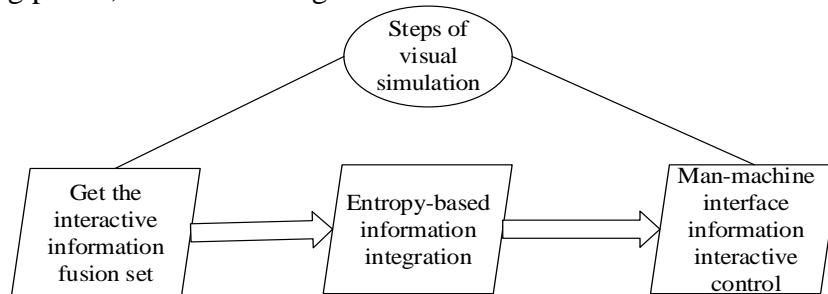 Steps of
visual
simulation
Get the
interactive
information
fusion set
Entropy-based
information
integration
Man-machine
interface
information
interactive
control